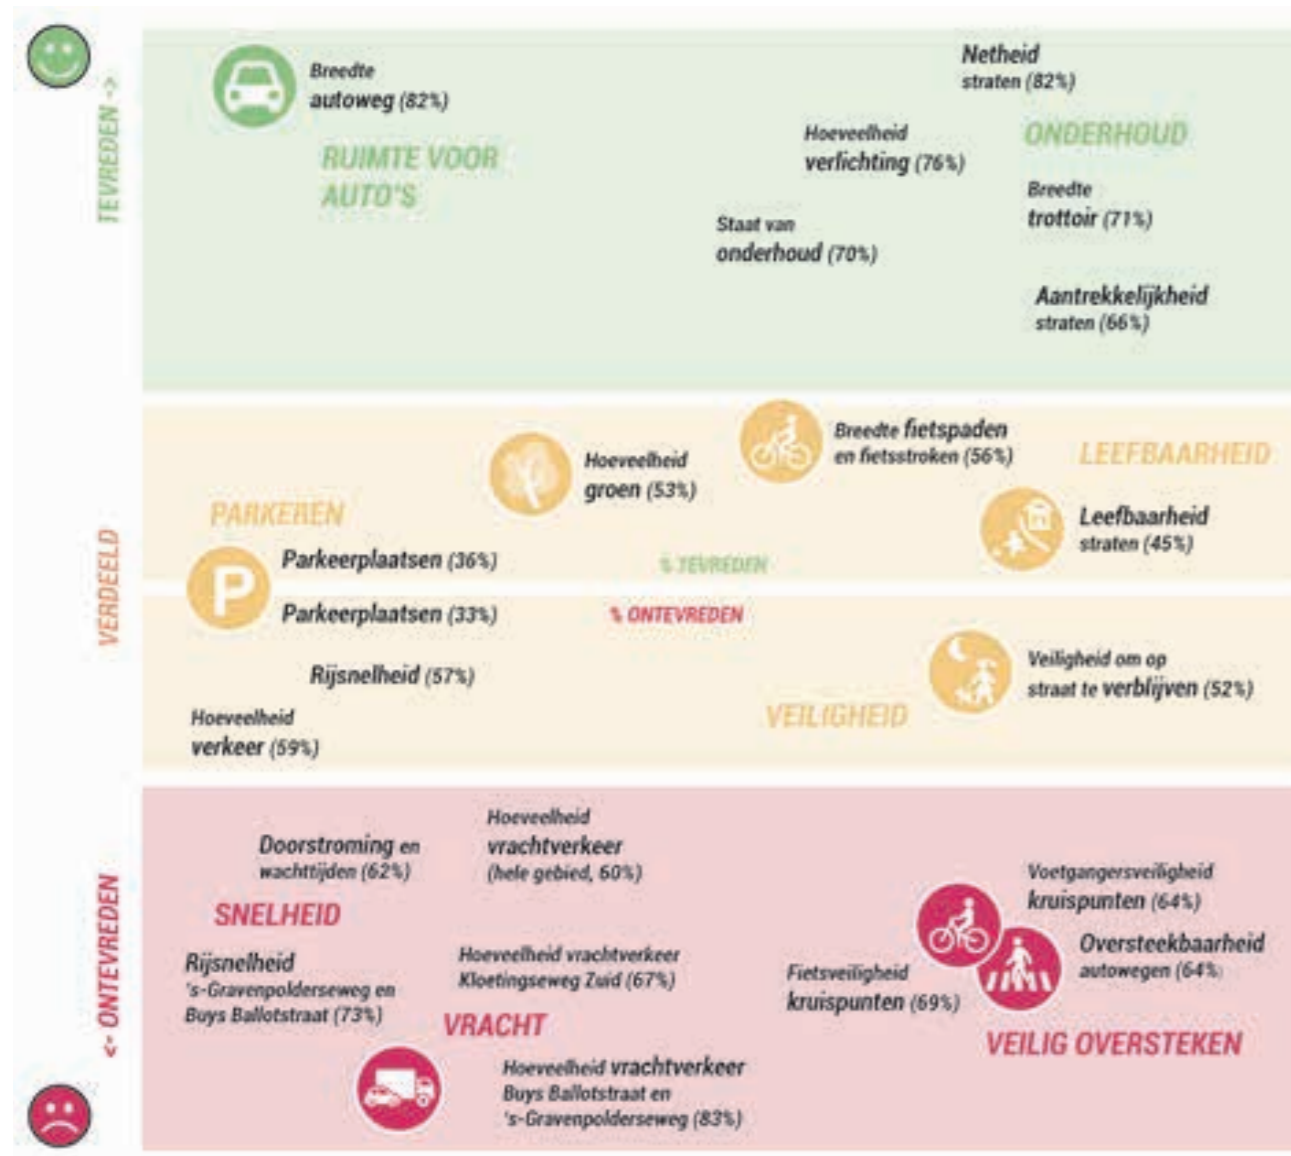 TEVREDEN ->
Breedte
autoweg (82%)
RUIMTE VOOR
AUTO'S
Netheid
straten (82%)
ONDERHOUD
Hoeveelheid
verlichting (76%)
Breedte
trottoir (71%)
Staat van
onderhoud (70%)
Aantrekkelijkheid
straten (66%)
VERDEELD
Breedte fietspaden
en fietsstroken (56%)
LEEFBAARHEID
Hoeveelheid
groen (53%)
PARKEREN
Leefbaarheid
straten (45%)
P
Parkeerplaatsen (36%)
% TEVREDEN
Parkeerplaatsen (33%)
% ONTEVREDEN
Rijsnelheid (57%)
Veiligheid om op
straat te verblijven (52%)
VEILIGHEID
Hoeveelheid
verkeer (59%)
<- ONTEVREDEN
Hoeveelheid
vrachtverkeer
(hele gebied, 60%)
Doorstroming en
wachttijden (62%)
SNELHEID
Voetgangersveiligheid
kruispunten (64%)
Oversteekbaarheid
autowegen (64%)
Rijsnelheid
's-Gravenpolderseweg en
Buys Ballotstraat (73%)
Hoeveelheid vrachtverkeer
Kloetingseweg Zuid (67%)
Fietsveiligheid
kruispunten (69%)
VRACHT
VEILIG OVERSTEKEN
Hoeveelheid vrachtverkeer
Buys Ballotstraat en
's-Gravenpolderseweg (83%)